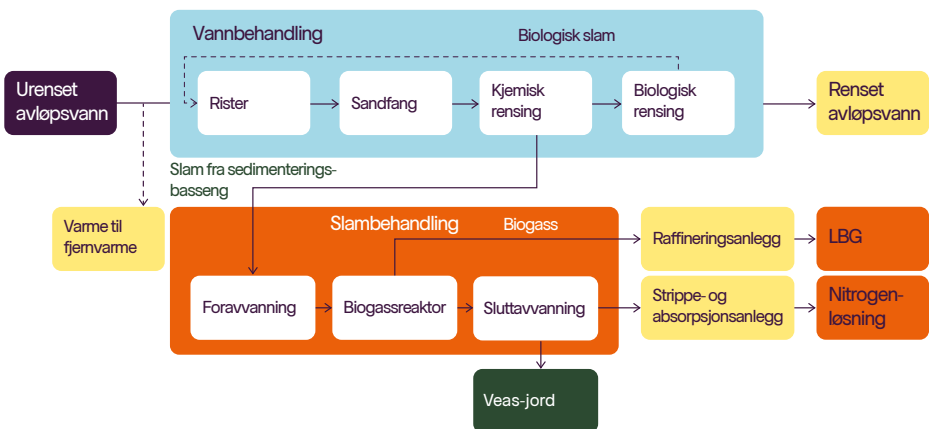 Vannbehandling
Biologisk slam
Urenset
avløpsvann
Rister
Sandfang
Kjemisk
rensing
Biologisk
rensing
Renset
avløpsvann
Slam fra sedimenterings-
basseng
Varme til
fjernvarme
Slambehandling
Biogass
Raffineringsanlegg
LBG
Foravvanning
Biogassreaktor
Sluttavvanning
Strippe- og
absorpsjonsanlegg
Nitrogen-
løsning
Veas-jord